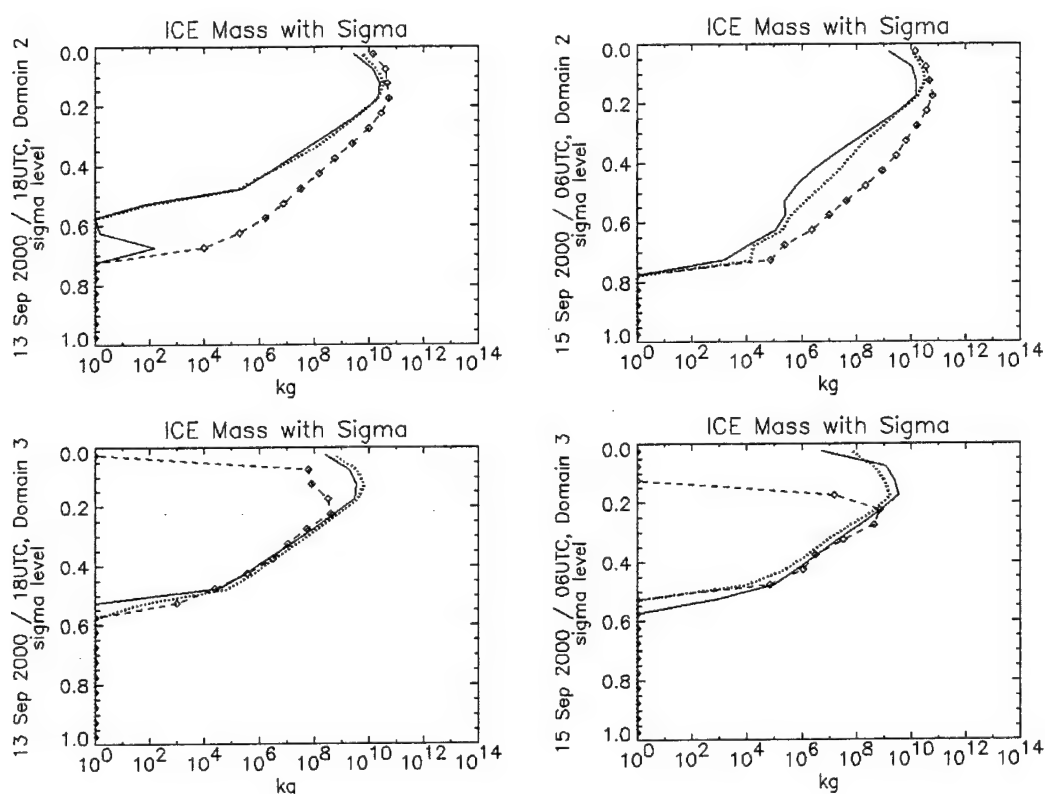 ICE Mass with Sigma
13 Sep 2000 / 18UTC, Domain 2
sigma level
0.0
0.2
0.4
0.6
0.8
1.0
10^0 10^2 10^4 10^6 10^8 10^10 10^12 10^14
kg
ICE Mass with Sigma
15 Sep 2000 / 06UTC, Domain 2
sigma level
0.0
0.2
0.4
0.6
0.8
1.0
10^0 10^2 10^4 10^6 10^8 10^10 10^12 10^14
kg
ICE Mass with Sigma
13 Sep 2000 / 18UTC, Domain 3
sigma level
0.0
0.2
0.4
0.6
0.8
1.0
10^0 10^2 10^4 10^6 10^8 10^10 10^12 10^14
kg
ICE Mass with Sigma
15 Sep 2000 / 06UTC, Domain 3
sigma level
0.0
0.2
0.4
0.6
0.8
1.0
10^0 10^2 10^4 10^6 10^8 10^10 10^12 10^14
kg